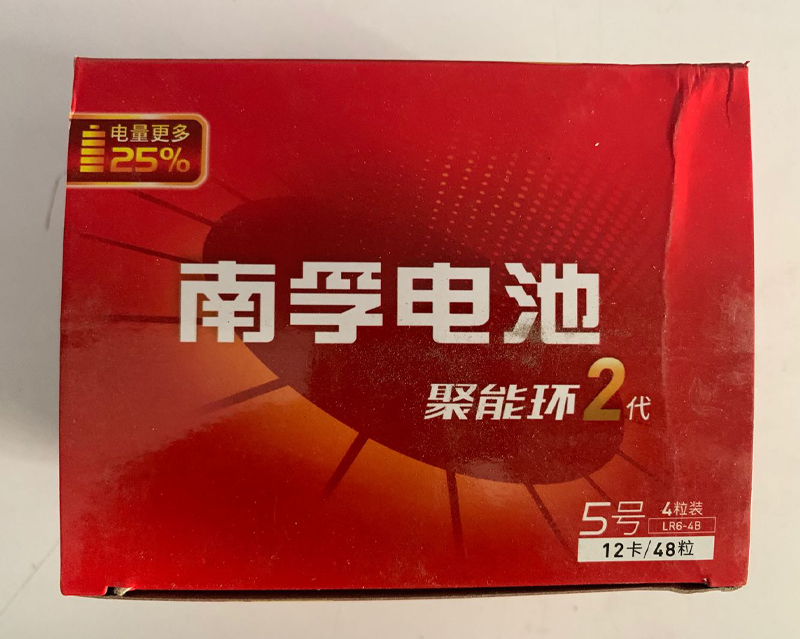 电量更多
25%
南孚电池
聚能环2代
5号 4粒装
LR6-4B
12卡/48粒